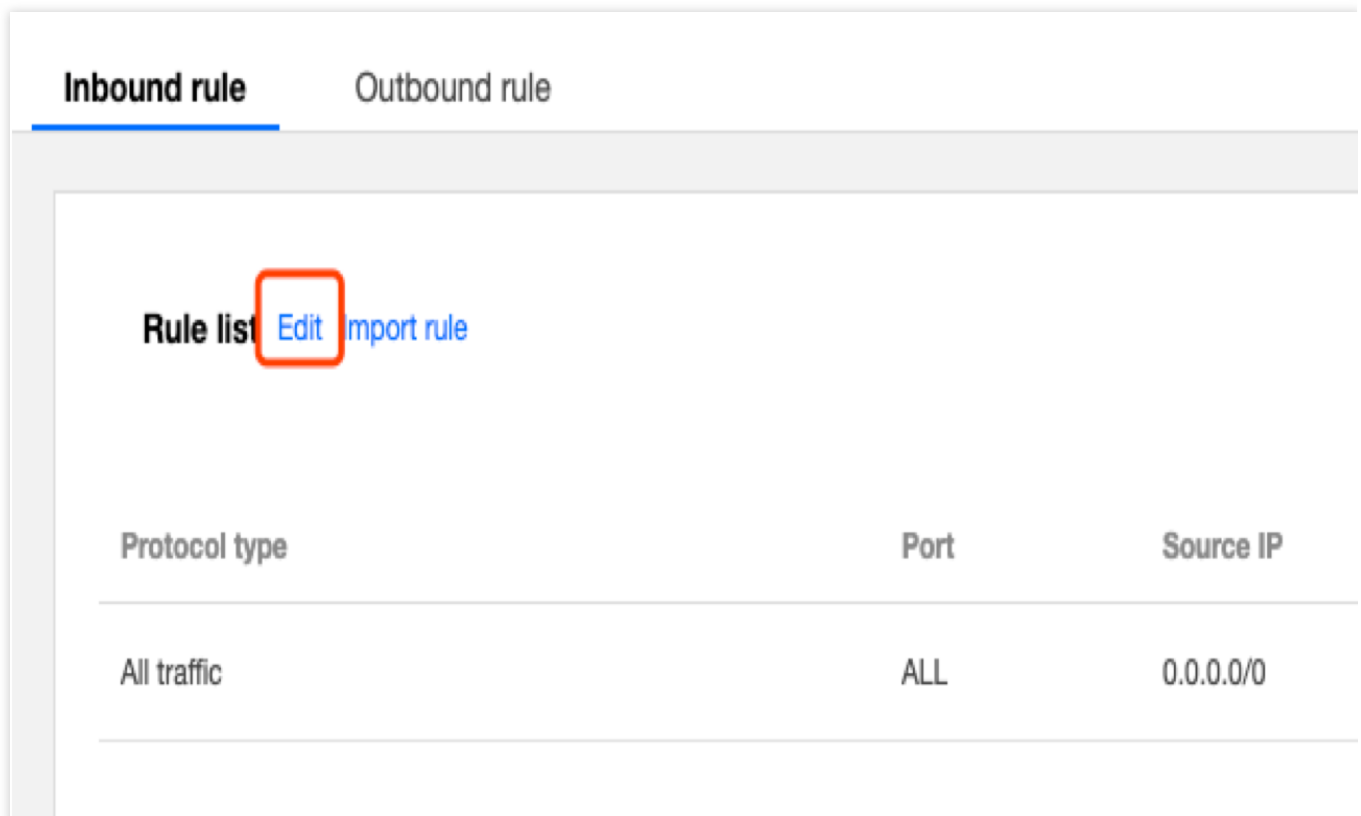 Inbound rule Outbound rule
Rule list Edit Import rule
Protocol type Port Source IP
All traffic ALL 0.0.0.0/0